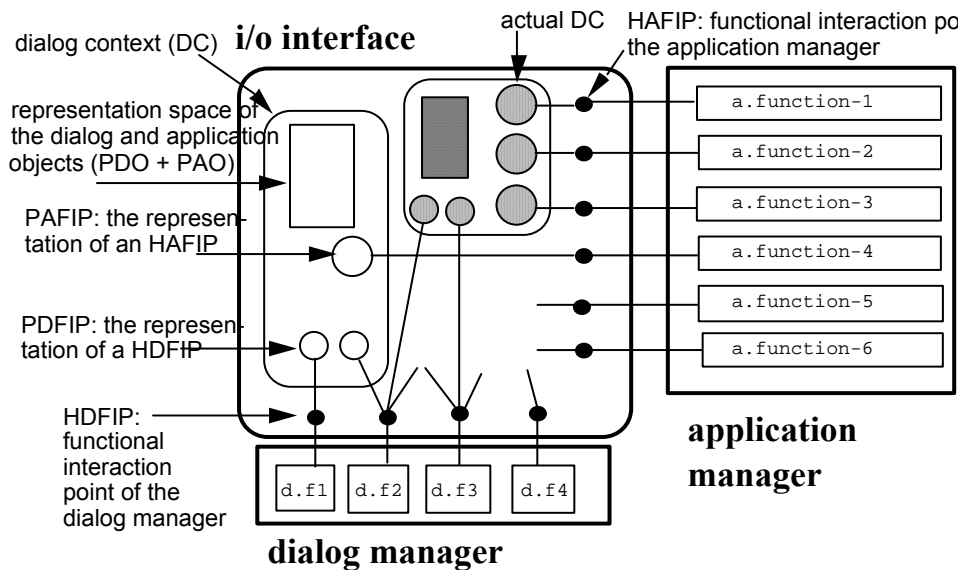 actual DC
HAFIP: functional interaction po
the application manager
dialog context (DC)
i/o interface
representation space of
the dialog and application
objects (PDO + PAO)
PAFIP: the represen-
tation of an HAFIP
PDFIP: the represen-
tation of a HDFIP
HDFIP:
functional
interaction
point of the
dialog manager
a.function-1
a.function-2
a.function-3
a.function-4
a.function-5
a.function-6
application
manager
d.f1
d.f2
d.f3
d.f4
dialog manager